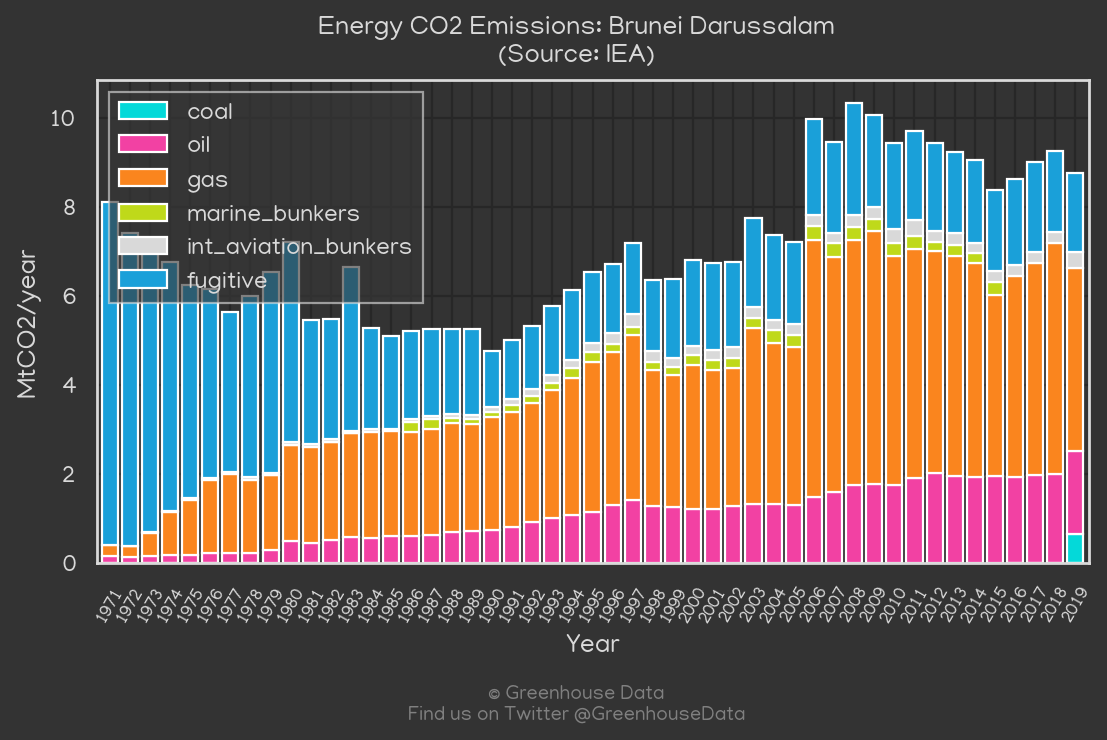 Energy CO2 Emissions: Brunei Darussalam
(Source: IEA)
MtCO2/year
10
8
6
4
2
0
coal
oil
gas
marine_bunkers
int_aviation_bunkers
fugitive
1971 1972 1973 1974 1975 1976 1977 1978 1979 1980 1981 1982 1983 1984 1985 1986 1987 1988 1989 1990 1991 1992 1993 1994 1995 1996 1997 1998 1999 2000 2001 2002 2003 2004 2005 2006 2007 2008 2009 2010 2011 2012 2013 2014 2015 2016 2017 2018 2019
Year
© Greenhouse Data
Find us on Twitter @GreenhouseData